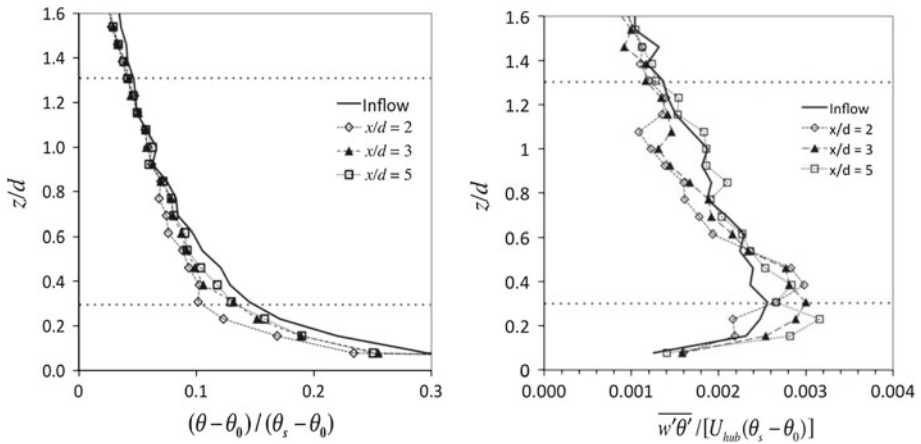 1.6
1.4
1.2
1
0.8
0.6
0.4
0.2
0.0
z/d
Inflow
x/d = 2
x/d = 3
x/d = 5
0
0.1
0.2
0.3
(θ−θ₀)/(θₛ−θ₀)
1.6
1.4
1.2
1
0.8
0.6
0.4
0.2
0
z/d
Inflow
x/d = 2
x/d = 3
x/d = 5
0.000
0.001
0.002
0.003
0.004
w'θ'/[U_hub(θₛ−θ₀)]